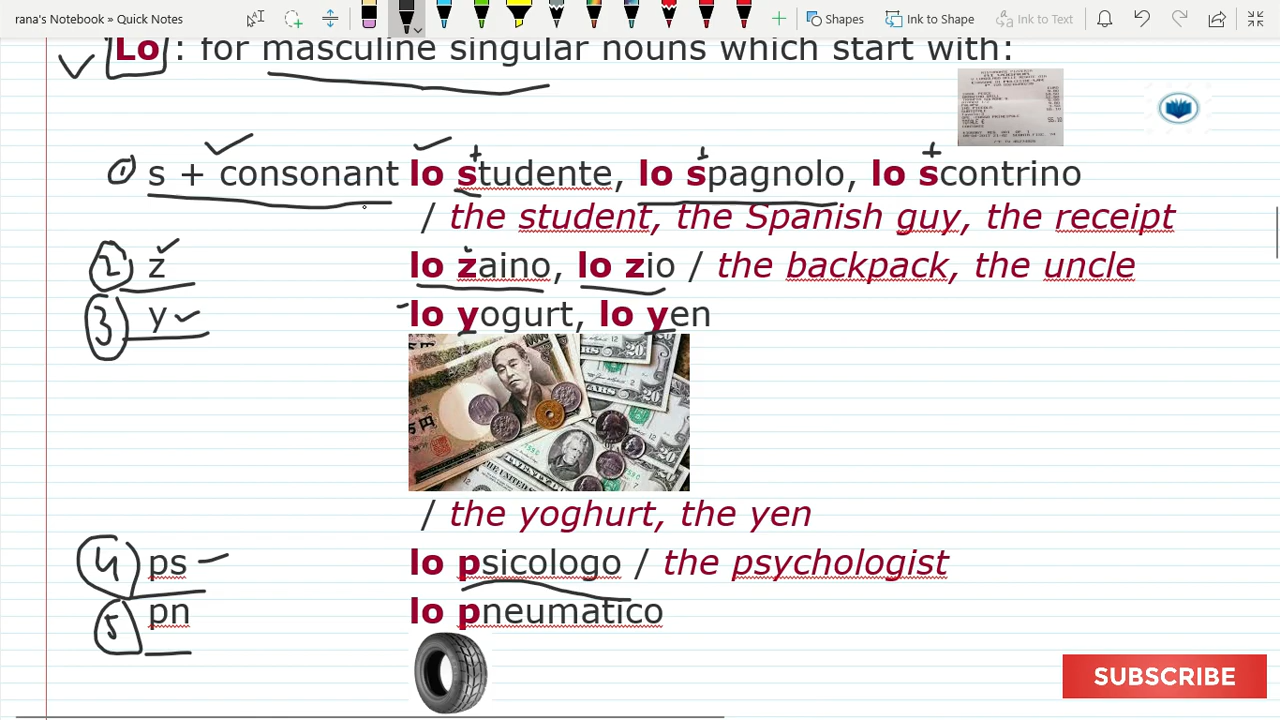 rana's Notebook » Quick Notes
Shapes
Ink to Shape
Ink to Text
Lo : for masculine singular nouns which start with:
1 s + consonant lo studente, lo spagnolo, lo scontrino
/ the student, the Spanish guy, the receipt
2 z lo zaino, lo zio / the backpack, the uncle
3 y lo yogurt, lo yen
/ the yoghurt, the yen
4 ps lo psicologo / the psychologist
5 pn lo pneumatico
SUBSCRIBE